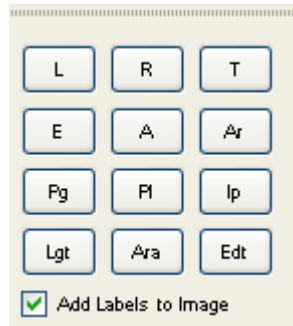 L R T
E A Ar
Pg Pl Ip
Lgt Ara Edt
Add Labels to Image